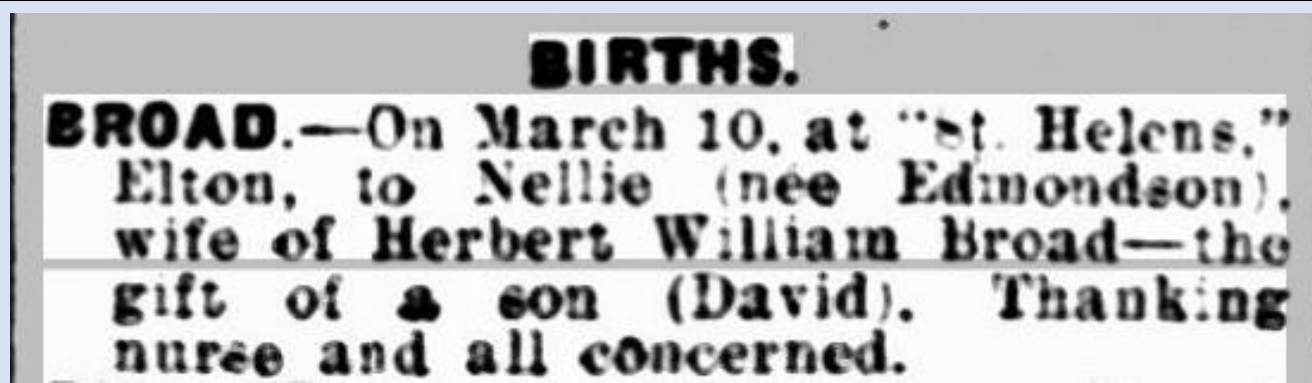 BIRTHS.
BROAD.—On March 10, at "St. Helens,"
Elton, to Nellie (née Edmondson),
wife of Herbert William Broad—the
gift of a son (David). Thanking
nurse and all concerned.